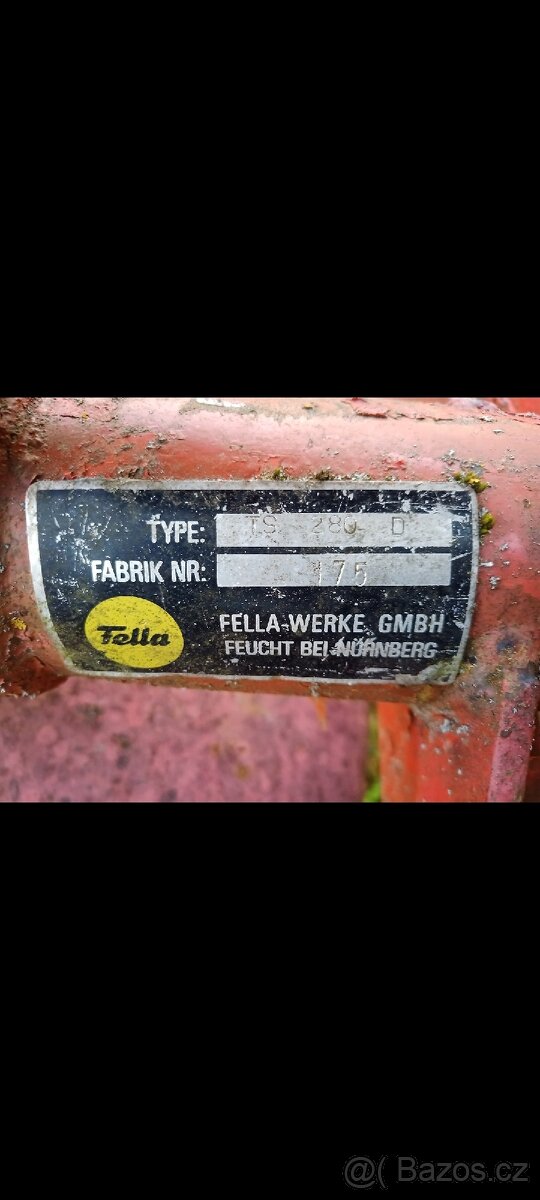 TYPE: TS 280 D
FABRIK NR: 175
Fella
FELLA-WERKE GMBH
FEUCHT BEI NÜRNBERG
@( Bazos.cz